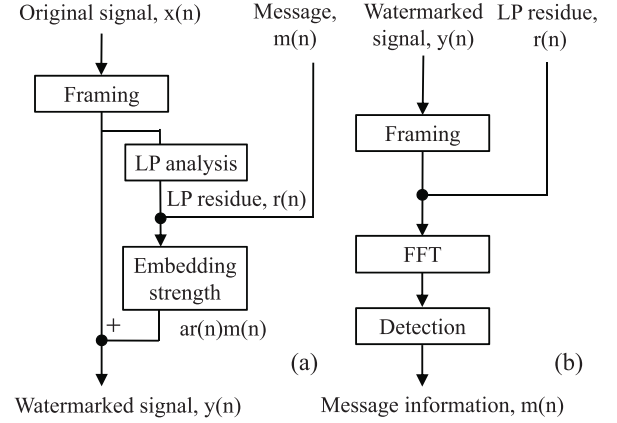 Original signal, x(n)
Message,
m(n)
Framing
LP analysis
LP residue, r(n)
Embedding
strength
+
ar(n)m(n)
(a)
Watermarked signal, y(n)
Watermarked
signal, y(n)
LP residue,
r(n)
Framing
FFT
Detection
(b)
Message information, m(n)